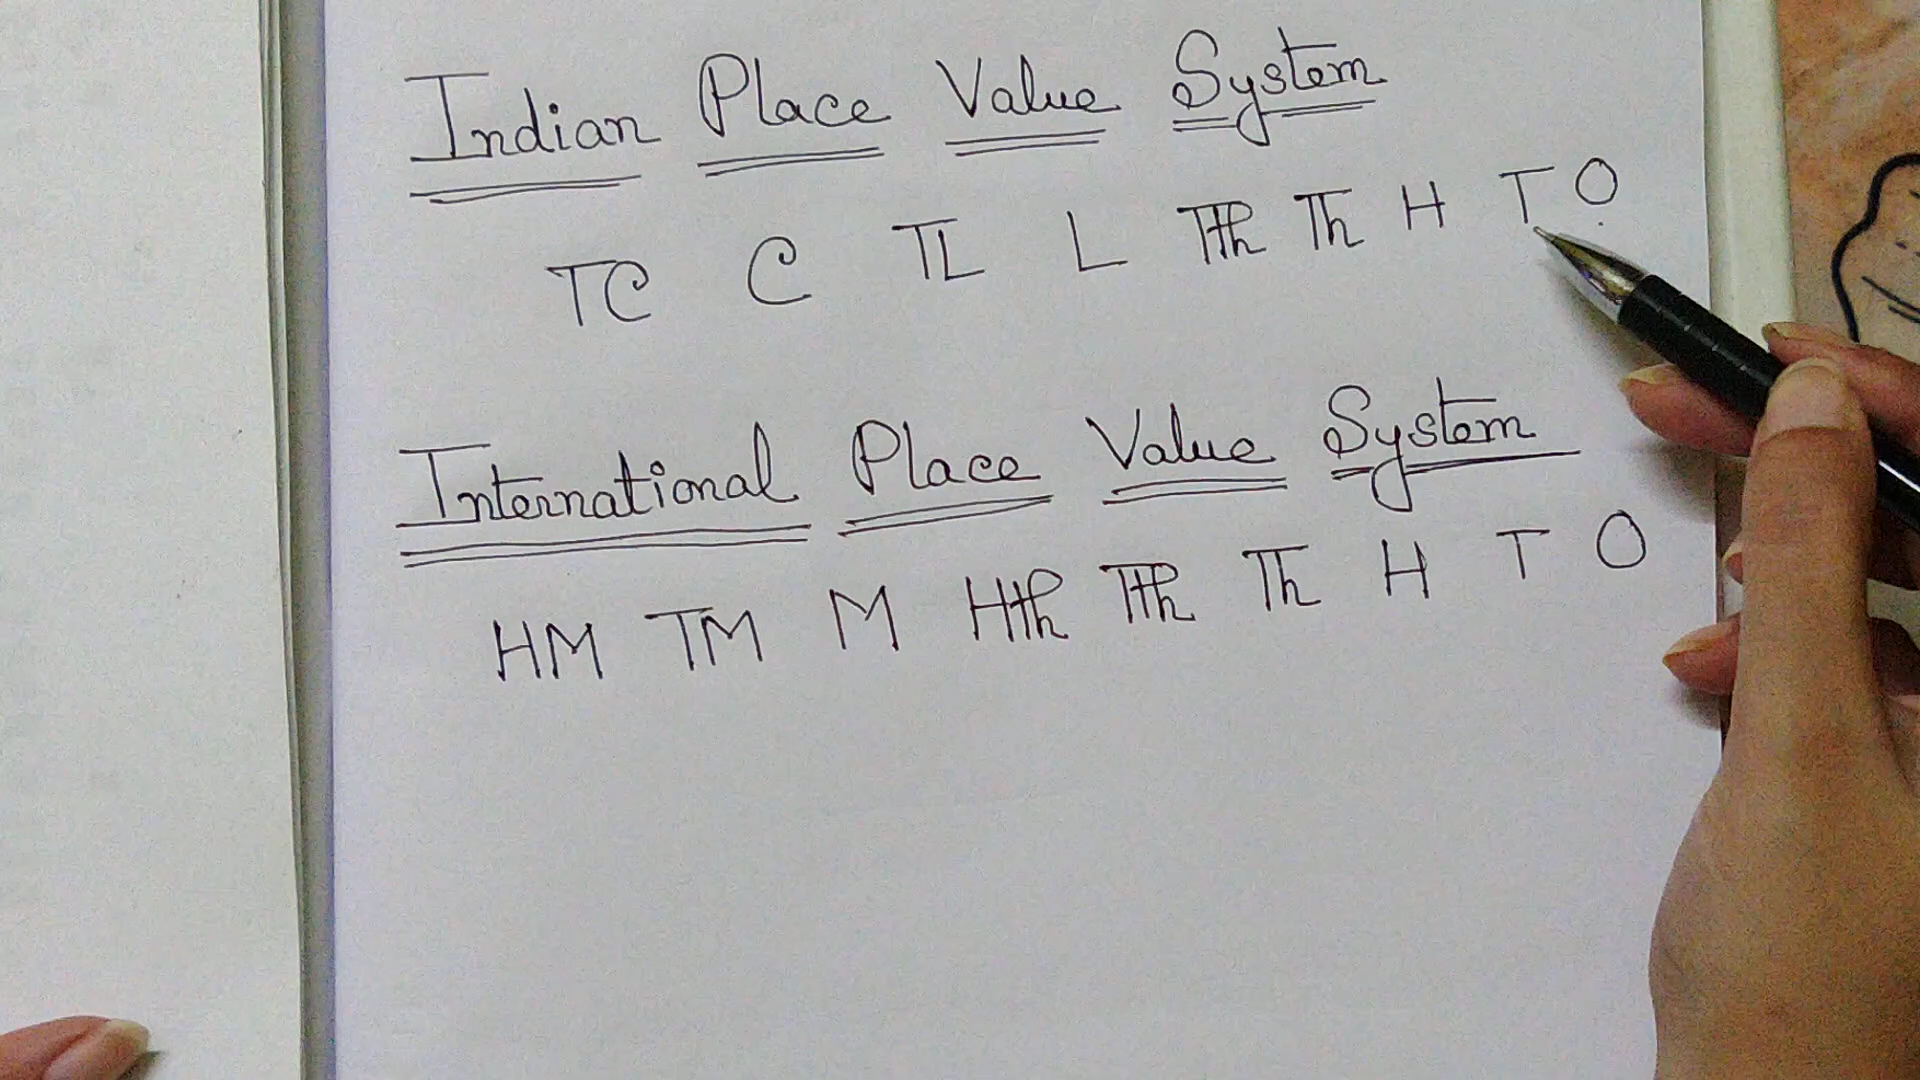 Indian Place Value System
TC C TL L Tth Th H T O
International Place Value System
HM TM M Hth Tth Th H T O